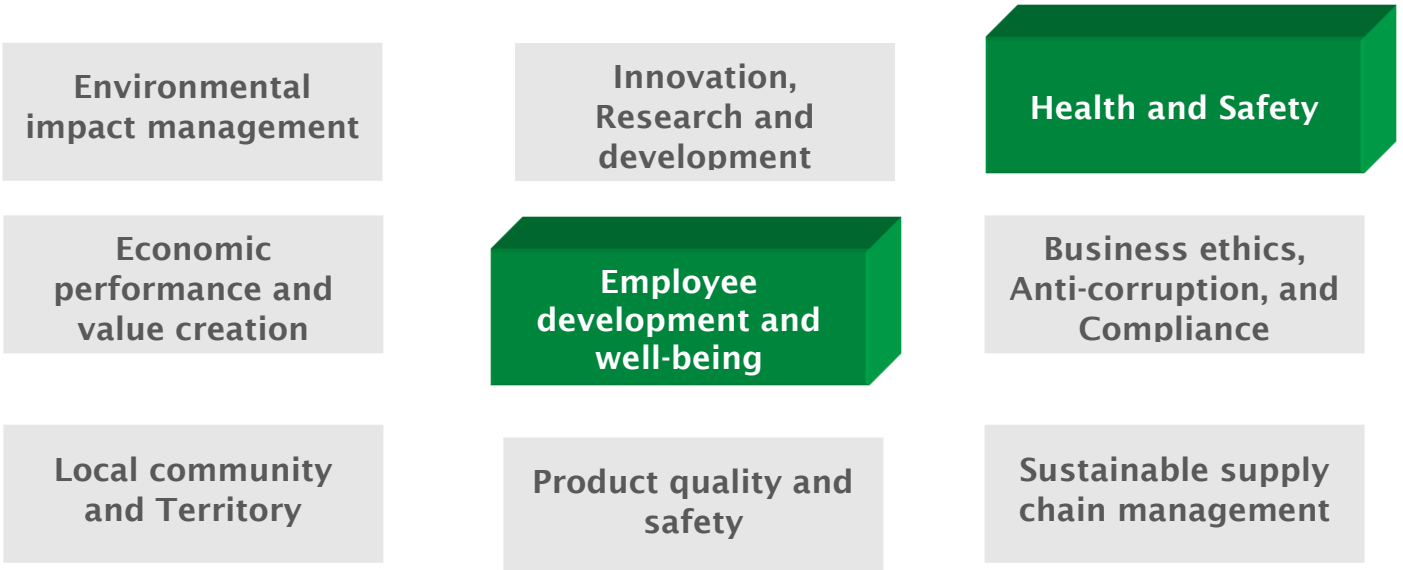 Environmental
impact management
Innovation,
Research and
development
Health and Safety
Economic
performance and
value creation
Employee
development and
well-being
Business ethics,
Anti-corruption, and
Compliance
Local community
and Territory
Product quality and
safety
Sustainable supply
chain management